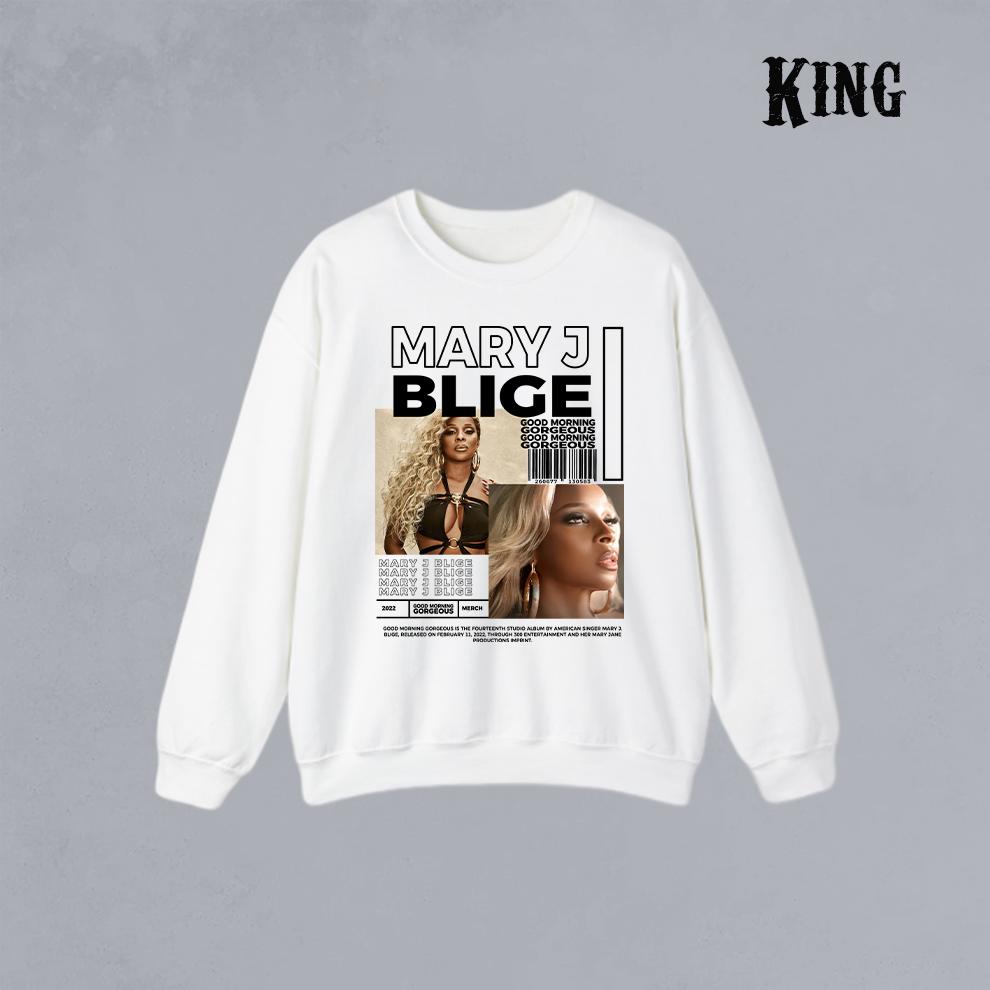 KING
MARY J
BLIGE
GOOD MORNING
GORGEOUS
GOOD MORNING
GORGEOUS
260677 130583
MARY J BLIGE
MARY J BLIGE
MARY J BLIGE
MARY J BLIGE
2022
GOOD MORNING
GORGEOUS
MERCH
GOOD MORNING GORGEOUS IS THE FOURTEENTH STUDIO ALBUM BY AMERICAN SINGER MARY J.
BLIGE, RELEASED ON FEBRUARY 11, 2022, THROUGH 300 ENTERTAINMENT AND HER MARY JANE
PRODUCTIONS IMPRINT.